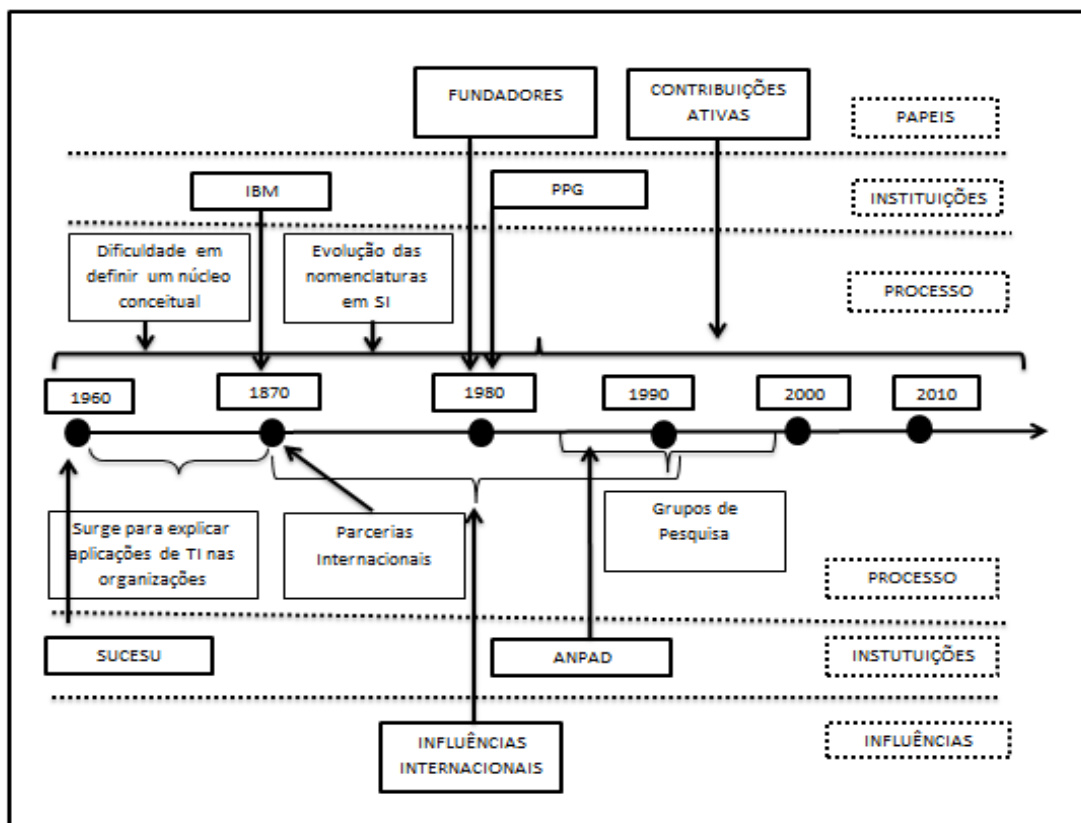 FUNDADORES
CONTRIBUIÇÕES
ATIVAS
PAPEIS
IBM
PPG
INSTITUIÇÕES
Dificuldade em
definir um núcleo
conceitual
Evolução das
nomenclaturas
em SI
PROCESSO
1960
1870
1980
1990
2000
2010
Surge para explicar
aplicações de TI nas
organizações
Parcerias
Internacionais
Grupos de
Pesquisa
PROCESSO
SUCESU
ANPAD
INSTUTUIÇÕES
INFLUÊNCIAS
INTERNACIONAIS
INFLUÊNCIAS